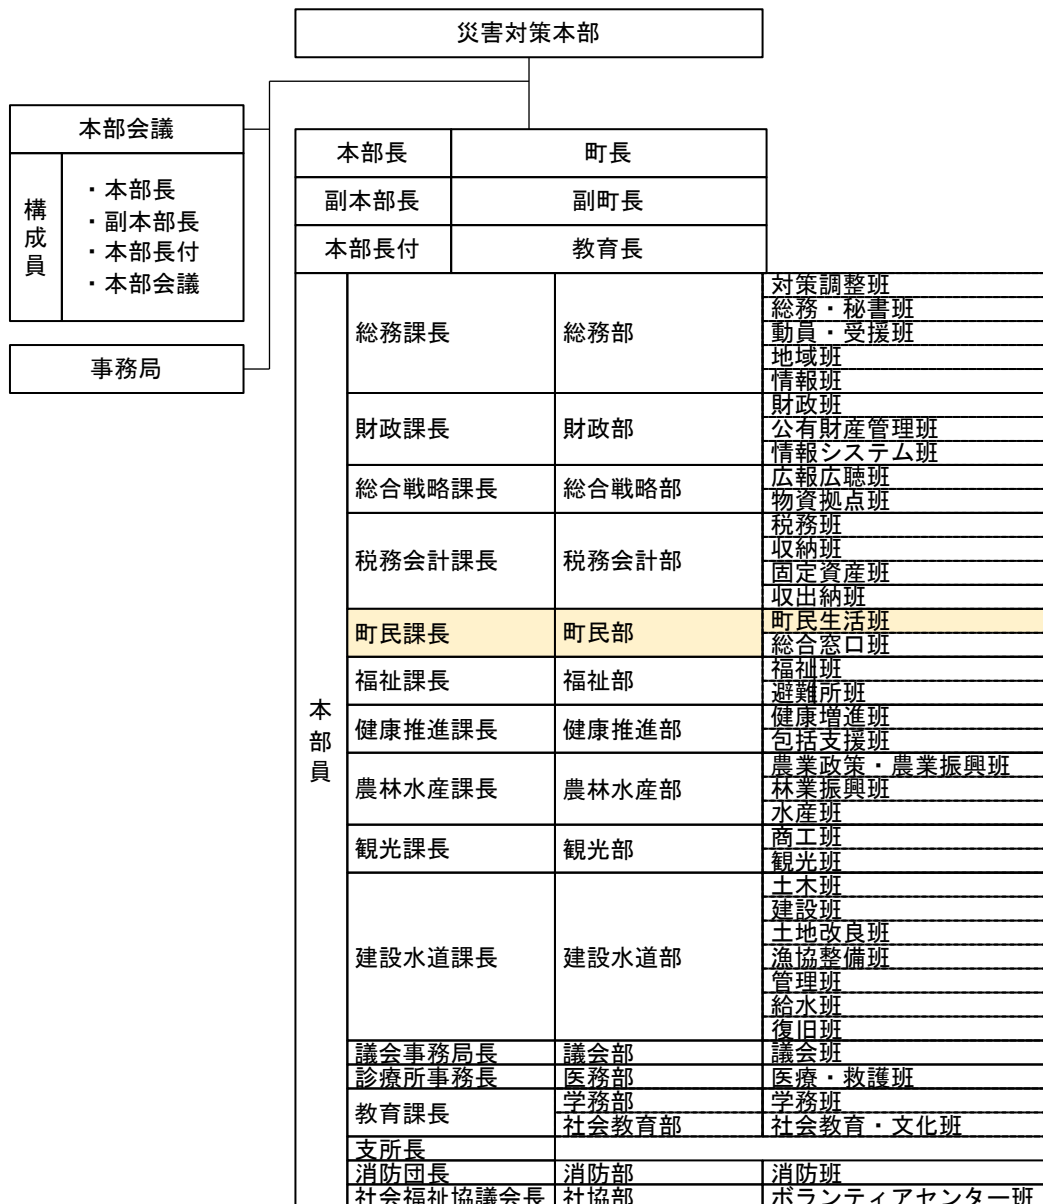 災害対策本部
本部会議
構成員
・本部長
・副本部長
・本部長付
・本部会議
事務局
本部長 町長
副本部長 副町長
本部長付 教育長
本部員
総務課長 総務部 対策調整班
総務・秘書班
動員・受援班
地域班
情報班
財政課長 財政部 財政班
公有財産管理班
情報システム班
総合戦略課長 総合戦略部 広報広聴班
物資拠点班
税務会計課長 税務会計部 税務班
収納班
固定資産班
収出納班
町民課長 町民部 町民生活班
総合窓口班
福祉課長 福祉部 福祉班
避難所班
健康推進課長 健康推進部 健康増進班
包括支援班
農林水産課長 農林水産部 農業政策・農業振興班
林業振興班
水産班
観光課長 観光部 商工班
観光班
建設水道課長 建設水道部 土木班
建設班
土地改良班
漁協整備班
管理班
給水班
復旧班
議会事務局長 議会部 議会班
診療所事務長 医務部 医療・救護班
教育課長 学務部 学務班
社会教育部 社会教育・文化班
支所長
消防団長 消防部 消防班
社会福祉協議会長 社協部 ボランティアセンター班